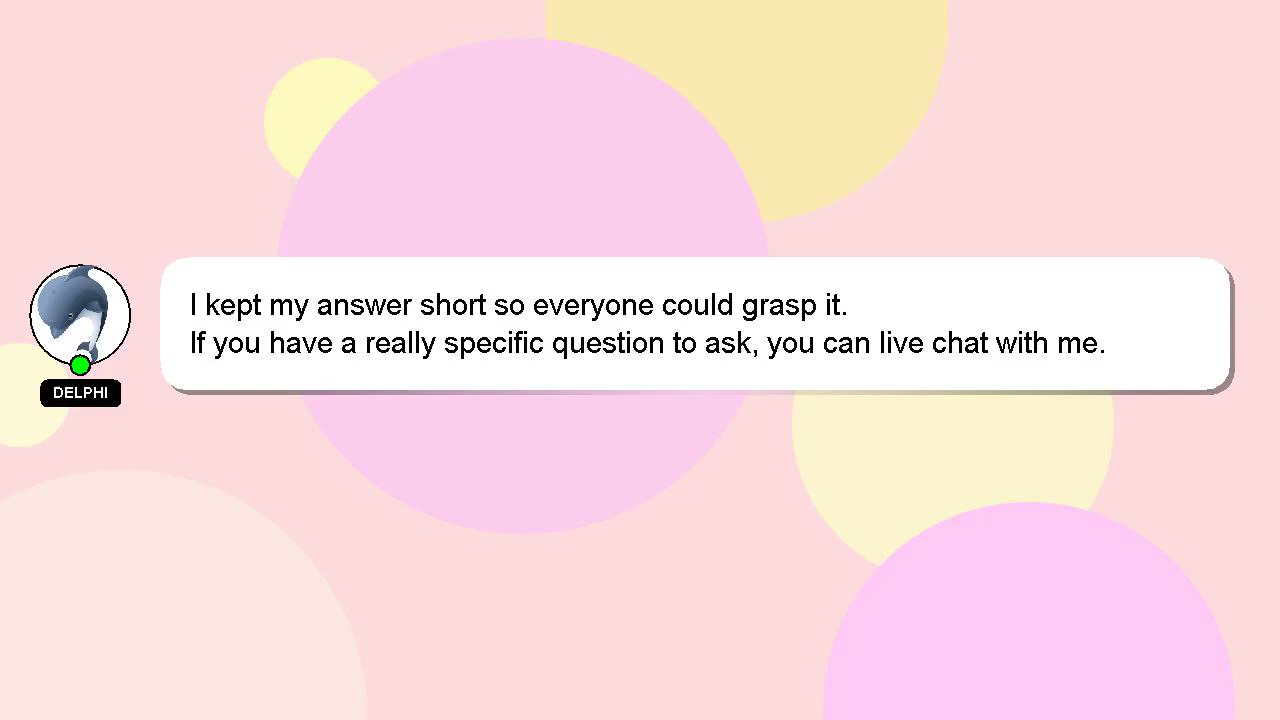 I kept my answer short so everyone could grasp it.
If you have a really specific question to ask, you can live chat with me.
DELPHI